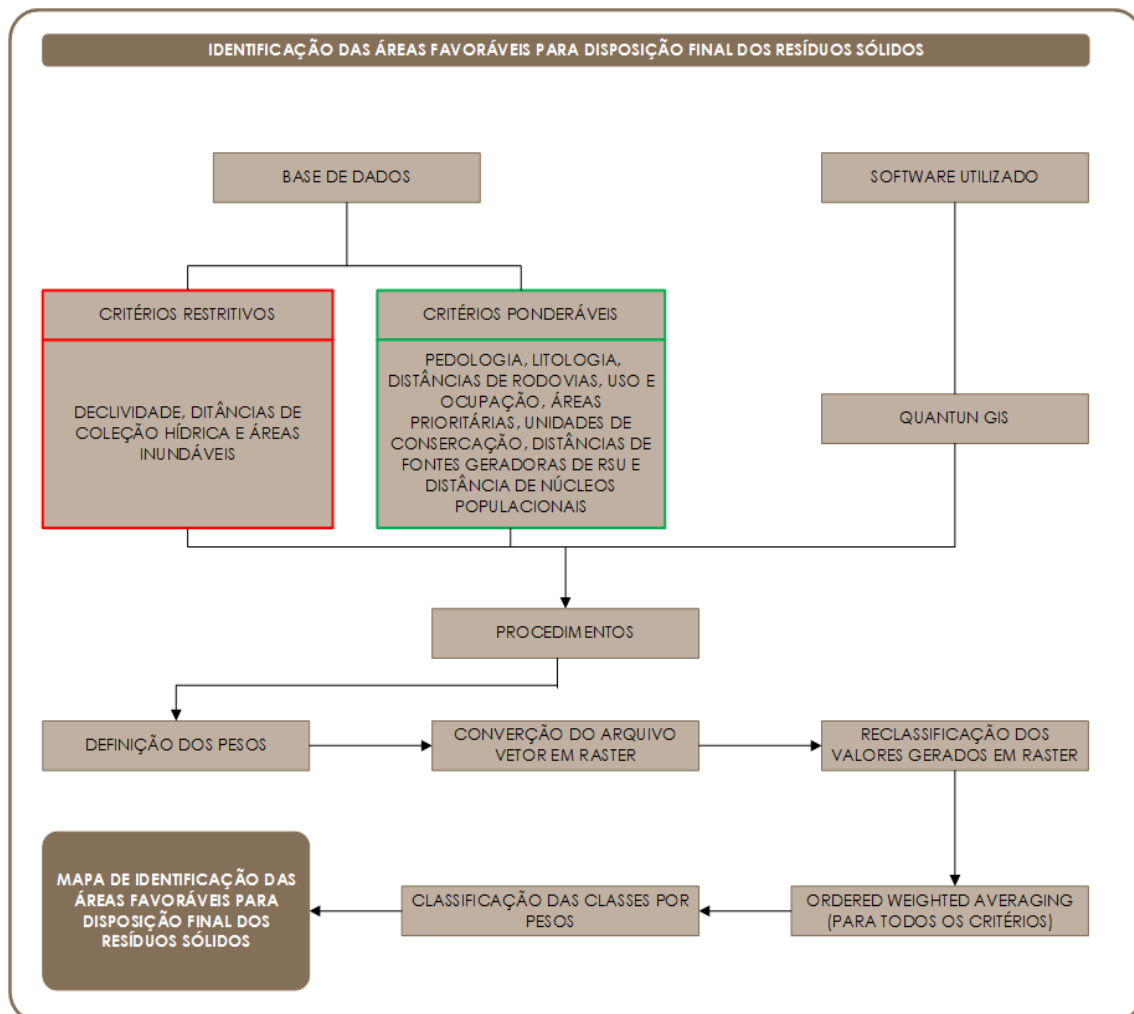 IDENTIFICAÇÃO DAS ÁREAS FAVORÁVEIS PARA DISPOSIÇÃO FINAL DOS RESÍDUOS SÓLIDOS
BASE DE DADOS
SOFTWARE UTILIZADO
CRITÉRIOS RESTRITIVOS
DECLIVIDADE, DITÂNCIAS DE
COLEÇÃO HÍDRICA E ÁREAS
INUNDÁVEIS
CRITÉRIOS PONDERÁVEIS
PEDOLOGIA, LITOLOGIA,
DISTÂNCIAS DE RODOVIAS, USO E
OCUPAÇÃO, ÁREAS
PRIORITÁRIAS, UNIDADES DE
CONSERCAÇÃO, DISTÂNCIAS DE
FONTES GERADORAS DE RSU E
DISTÂNCIA DE NÚCLEOS
POPULACIONAIS
QUANTUN GIS
PROCEDIMENTOS
DEFINIÇÃO DOS PESOS
CONVERÇÃO DO ARQUIVO
VETOR EM RASTER
RECLASSIFICAÇÃO DOS
VALORES GERADOS EM RASTER
ORDERED WEIGHTED AVERAGING
(PARA TODOS OS CRITÉRIOS)
CLASSIFICAÇÃO DAS CLASSES POR
PESOS
MAPA DE IDENTIFICAÇÃO DAS
ÁREAS FAVORÁVEIS PARA
DISPOSIÇÃO FINAL DOS
RESÍDUOS SÓLIDOS